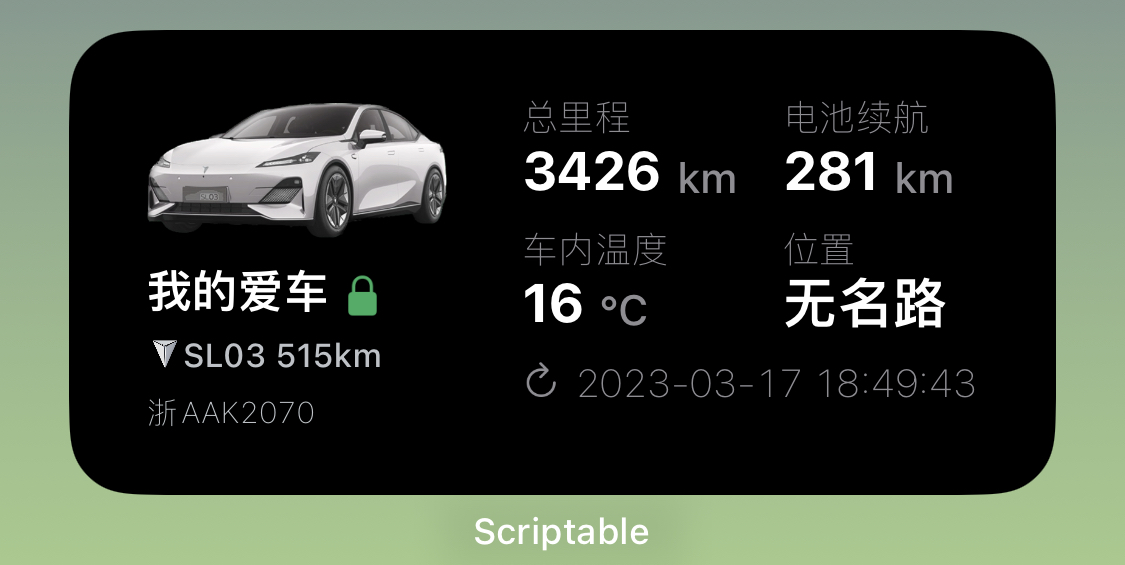 SL03
我的爱车
SL03 515km
浙AAK2070
总里程
3426 km
电池续航
281 km
车内温度
16 ℃
位置
无名路
2023-03-17 18:49:43
Scriptable